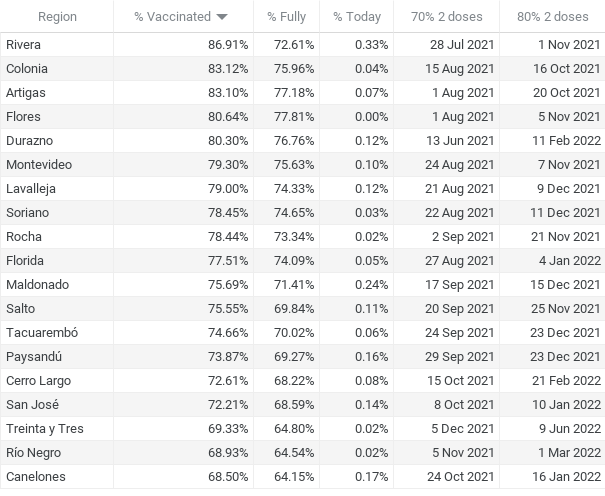 Region % Vaccinated % Fully % Today 70% 2 doses 80% 2 doses
Rivera 86.91% 72.61% 0.33% 28 Jul 2021 1 Nov 2021
Colonia 83.12% 75.96% 0.04% 15 Aug 2021 16 Oct 2021
Artigas 83.10% 77.18% 0.07% 1 Aug 2021 20 Oct 2021
Flores 80.64% 77.81% 0.00% 1 Aug 2021 5 Nov 2021
Durazno 80.30% 76.76% 0.12% 13 Jun 2021 11 Feb 2022
Montevideo 79.30% 75.63% 0.10% 24 Aug 2021 7 Nov 2021
Lavalleja 79.00% 74.33% 0.12% 21 Aug 2021 9 Dec 2021
Soriano 78.45% 74.65% 0.03% 22 Aug 2021 11 Dec 2021
Rocha 78.44% 73.34% 0.02% 2 Sep 2021 21 Nov 2021
Florida 77.51% 74.09% 0.05% 27 Aug 2021 4 Jan 2022
Maldonado 75.69% 71.41% 0.24% 17 Sep 2021 15 Dec 2021
Salto 75.55% 69.84% 0.11% 20 Sep 2021 25 Nov 2021
Tacuarembó 74.66% 70.02% 0.06% 24 Sep 2021 23 Dec 2021
Paysandú 73.87% 69.27% 0.16% 29 Sep 2021 23 Dec 2021
Cerro Largo 72.61% 68.22% 0.08% 15 Oct 2021 21 Feb 2022
San José 72.21% 68.59% 0.14% 8 Oct 2021 10 Jan 2022
Treinta y Tres 69.33% 64.80% 0.02% 5 Dec 2021 9 Jun 2022
Río Negro 68.93% 64.54% 0.02% 5 Nov 2021 1 Mar 2022
Canelones 68.50% 64.15% 0.17% 24 Oct 2021 16 Jan 2022